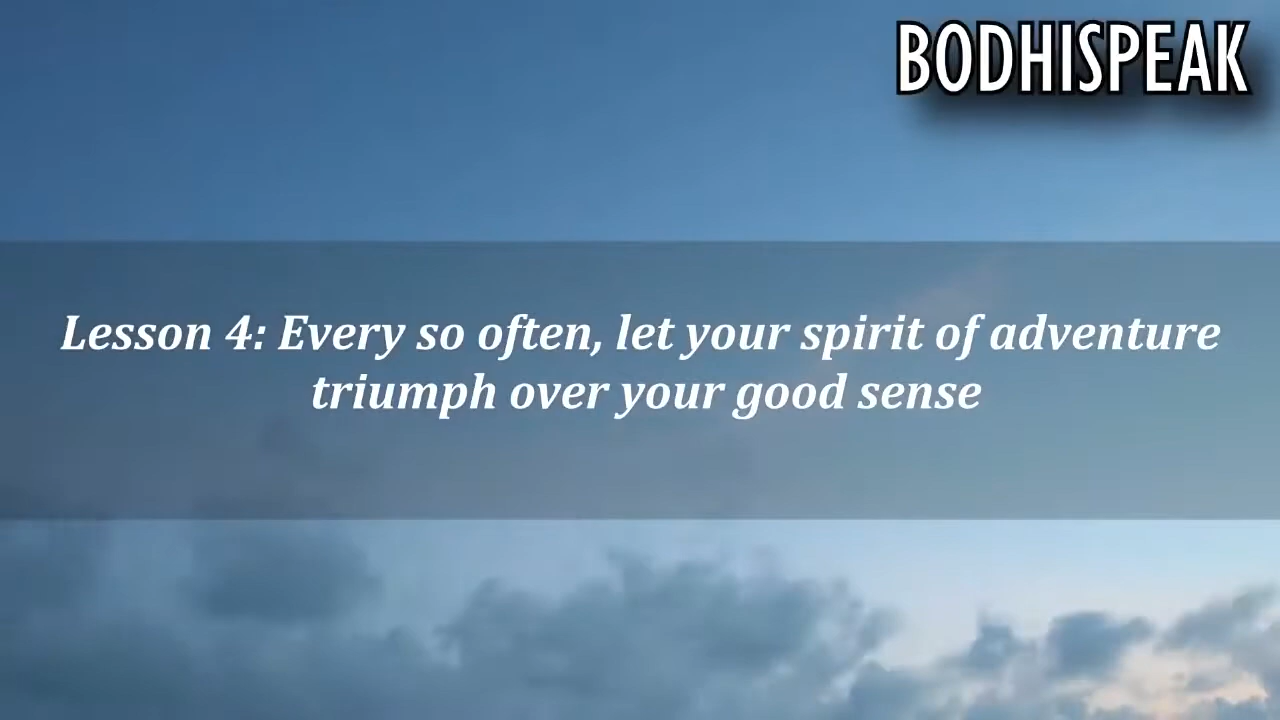 BODHISPEAK
Lesson 4: Every so often, let your spirit of adventure
triumph over your good sense